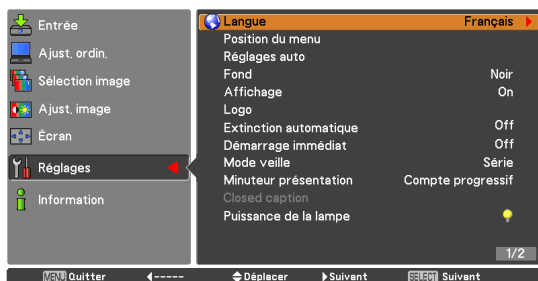 Entrée
Ajust. ordin.
Sélection image
Ajust. image
Écran
Réglages
Information
Langue Français
Position du menu
Réglages auto
Fond Noir
Affichage On
Logo
Extinction automatique Off
Démarrage immédiat Off
Mode veille Série
Minuteur présentation Compte progressif
Closed caption
Puissance de la lampe
1/2
MENU Quitter ----- Déplacer Suivant SELECT Suivant